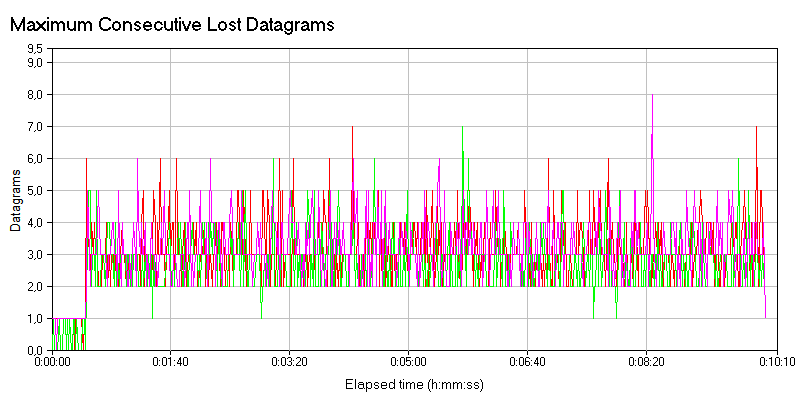 Maximum Consecutive Lost Datagrams
9,5
9,0
8,0
7,0
6,0
5,0
4,0
3,0
2,0
1,0
0,0
Datagrams
0:00:00 0:01:40 0:03:20 0:05:00 0:06:40 0:08:20 0:10:10
Elapsed time (h:mm:ss)